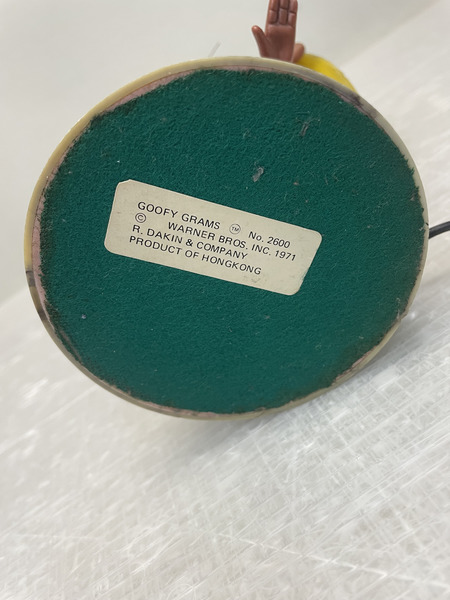 GOOFY GRAMS ™ No. 2600
© WARNER BROS. INC. 1971
R. DAKIN & COMPANY
PRODUCT OF HONGKONG